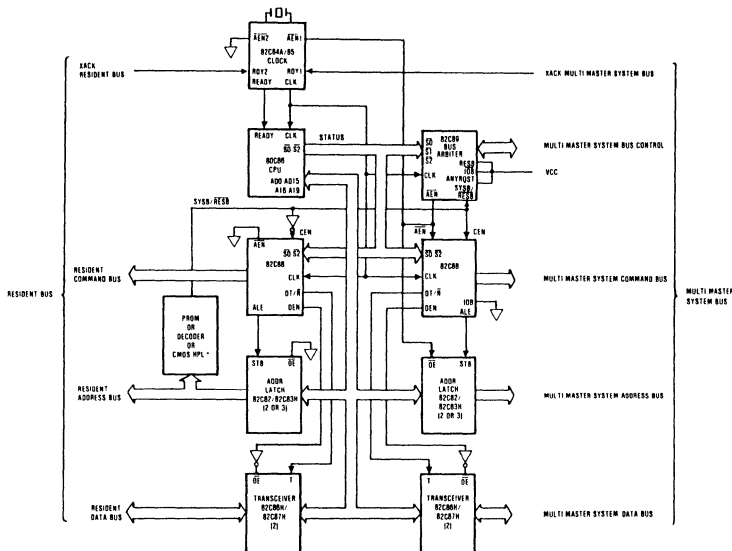 AEN2 AEN1
82C84A/85
CLOCK
RDY2 RDY1
READY CLK
XACK
RESIDENT BUS
XACK MULTI MASTER SYSTEM BUS
READY CLK
S0 S2
80C86
CPU
AD0 AD15
A16 A19
STATUS
S0
S1
S2
82C89
BUS
ARBITER
RESB
IOB
ANYRQST
CLK
SYSB/
RESB
AEN
MULTI MASTER SYSTEM BUS CONTROL
VCC
SYSB/RESB
CEN
AEN
S0 S2
82C88
CLK
DT/R
DEN
ALE
AEN
CEN
82C88
S0 S2
CLK
DT/R
DEN
IOB
ALE
RESIDENT
COMMAND BUS
MULTI MASTER SYSTEM COMMAND BUS
RESIDENT BUS
MULTI MASTER
SYSTEM BUS
PROM
OR
DECODER
OR
CMOS HPL*
STB OE
ADDR
LATCH
82C82/82C83H
(2 OR 3)
OE STB
ADDR
LATCH
82C82/
82C83H
(2 OR 3)
RESIDENT
ADDRESS BUS
MULTI MASTER SYSTEM ADDRESS BUS
OE T
TRANSCEIVER
82C86H/
82C87H
(2)
T OE
TRANSCEIVER
82C86H/
82C87H
(2)
RESIDENT
DATA BUS
MULTI MASTER SYSTEM DATA BUS